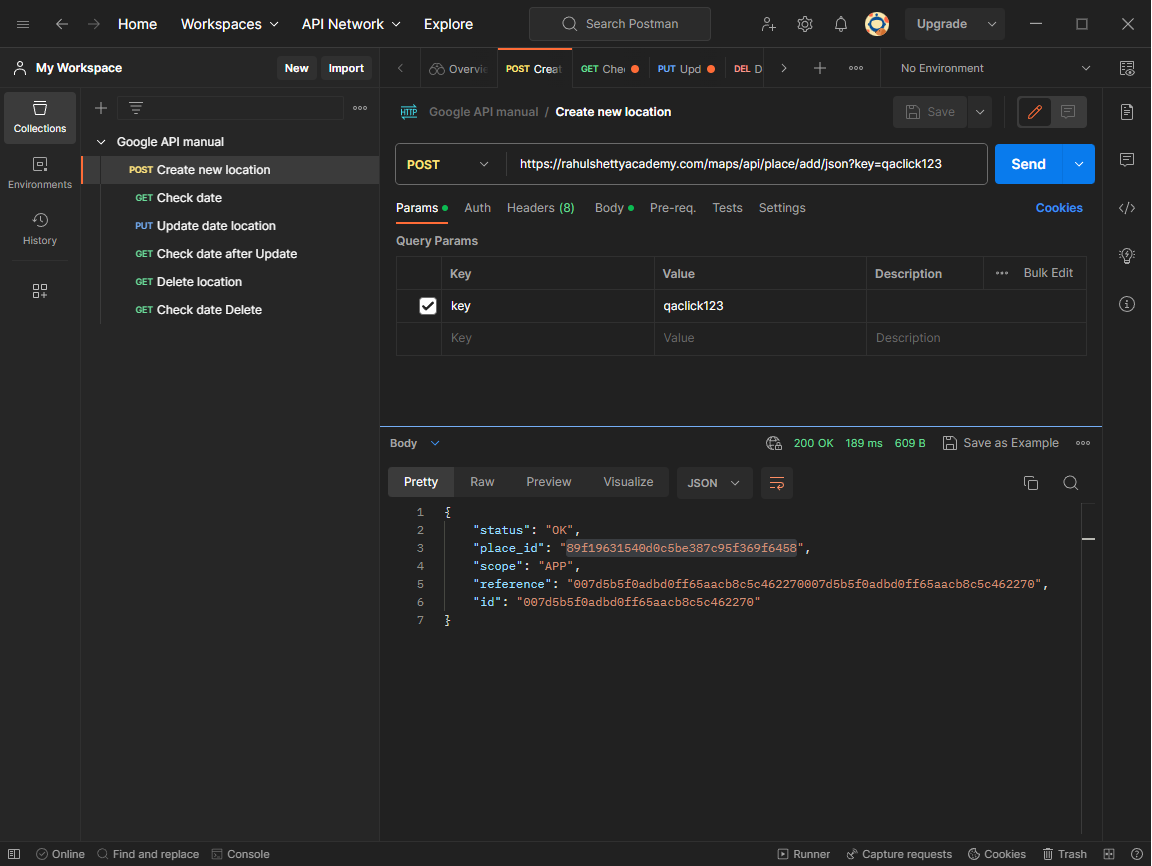 Home Workspaces API Network Explore Search Postman Upgrade
My Workspace New Import Overvie POST Creat GET Che PUT Upd DEL D No Environment
Collections
Environments
History
Google API manual
POST Create new location
GET Check date
PUT Update date location
GET Check date after Update
GET Delete location
GET Check date Delete
HTTP Google API manual / Create new location Save
POST https://rahulshettyacademy.com/maps/api/place/add/json?key=qaclick123 Send
Params Auth Headers (8) Body Pre-req. Tests Settings Cookies
Query Params
Key Value Description Bulk Edit
key qaclick123
Key Value Description
Body 200 OK 189 ms 609 B Save as Example
Pretty Raw Preview Visualize JSON
1 {
2 "status": "OK",
3 "place_id": "89f19631540d0c5be387c95f369f6458",
4 "scope": "APP",
5 "reference": "007d5b5f0adbd0ff65aacb8c5c462270007d5b5f0adbd0ff65aacb8c5c462270",
6 "id": "007d5b5f0adbd0ff65aacb8c5c462270"
7 }
Online Find and replace Console Runner Capture requests Cookies Trash